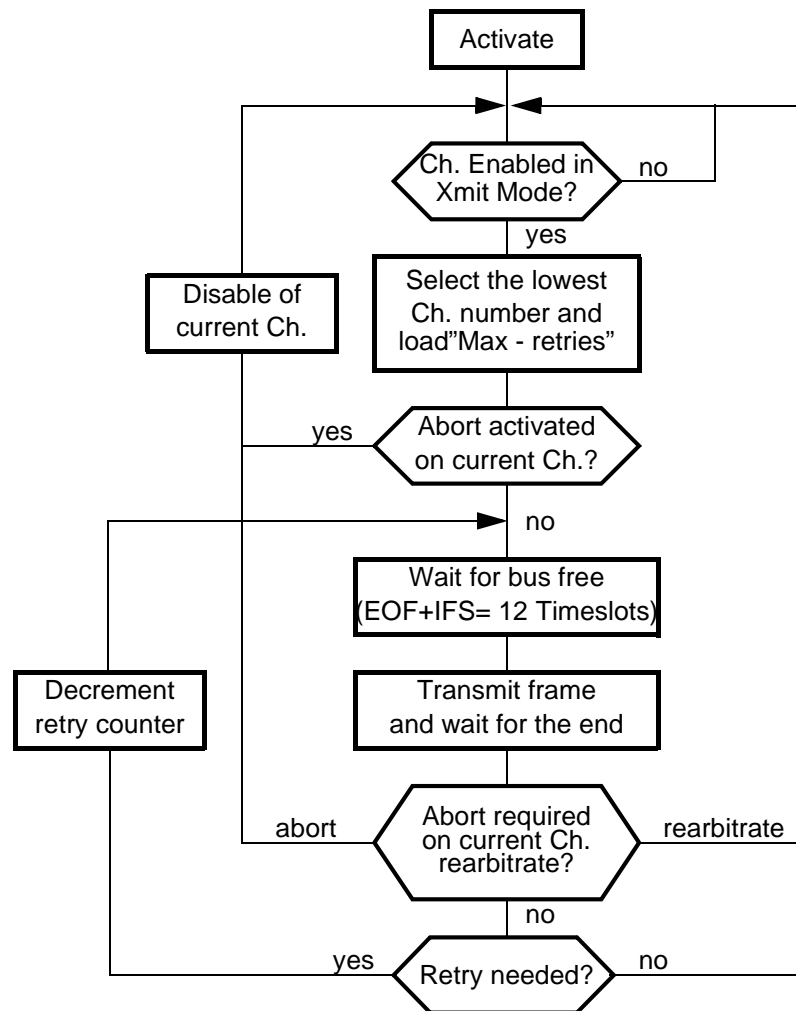 Activate
Ch. Enabled in
Xmit Mode?
no
yes
Disable of
current Ch.
Select the lowest
Ch. number and
load”Max - retries”
yes
Abort activated
on current Ch.?
no
Wait for bus free
(EOF+IFS= 12 Timeslots)
Decrement
retry counter
Transmit frame
and wait for the end
abort
Abort required
on current Ch.
rearbitrate?
rearbitrate
no
yes
Retry needed?
no